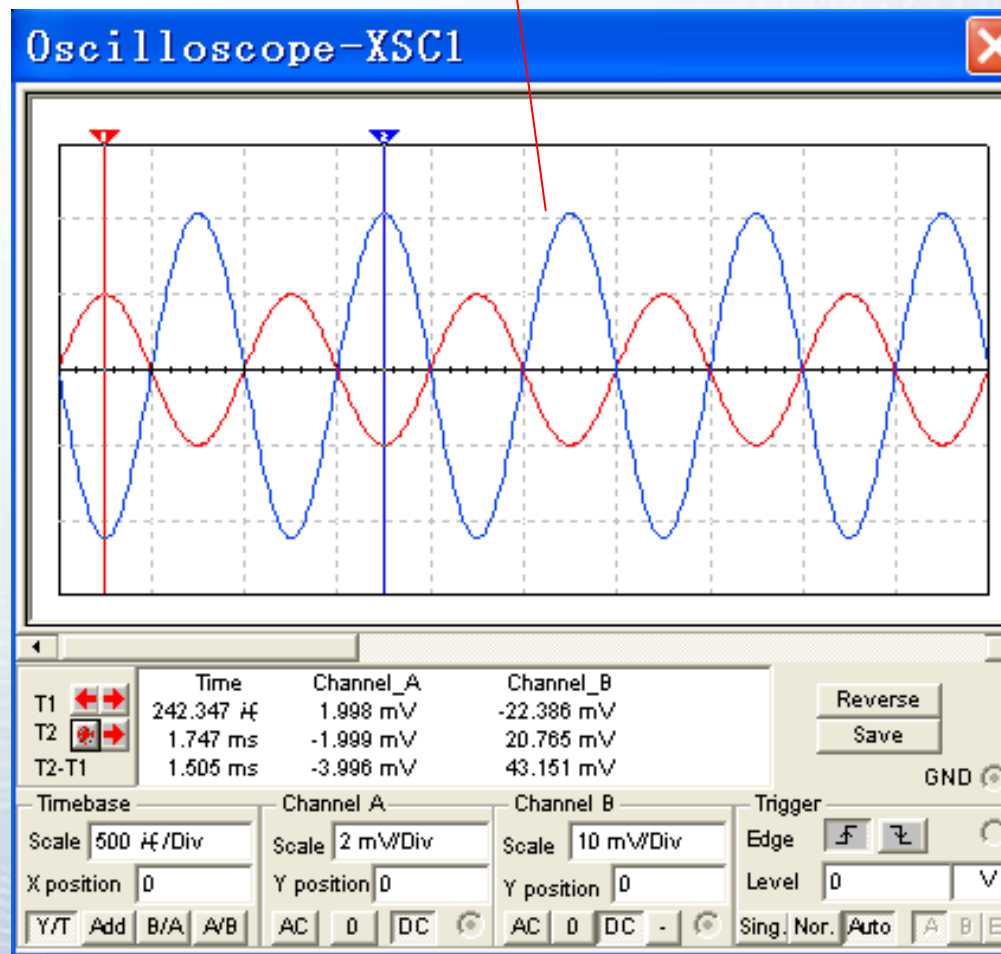 Oscilloscope-XSC1
1 2
Time Channel_A Channel_B
T1 242.347  1.998 mV -22.386 mV
T2 1.747 ms -1.999 mV 20.765 mV
T2-T1 1.505 ms -3.996 mV 43.151 mV
Reverse
Save
GND
Timebase Channel A Channel B Trigger
Scale 500 /Div Scale 2 mV/Div Scale 10 mV/Div Edge
X position 0 Y position 0 Y position 0 Level 0 V
Y/T Add B/A A/B AC 0 DC AC 0 DC - Sing. Nor. Auto A B E